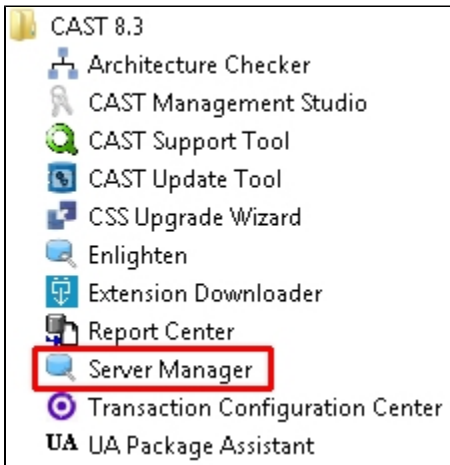 CAST 8.3
Architecture Checker
CAST Management Studio
CAST Support Tool
CAST Update Tool
CSS Upgrade Wizard
Enlighten
Extension Downloader
Report Center
Server Manager
Transaction Configuration Center
UA UA Package Assistant